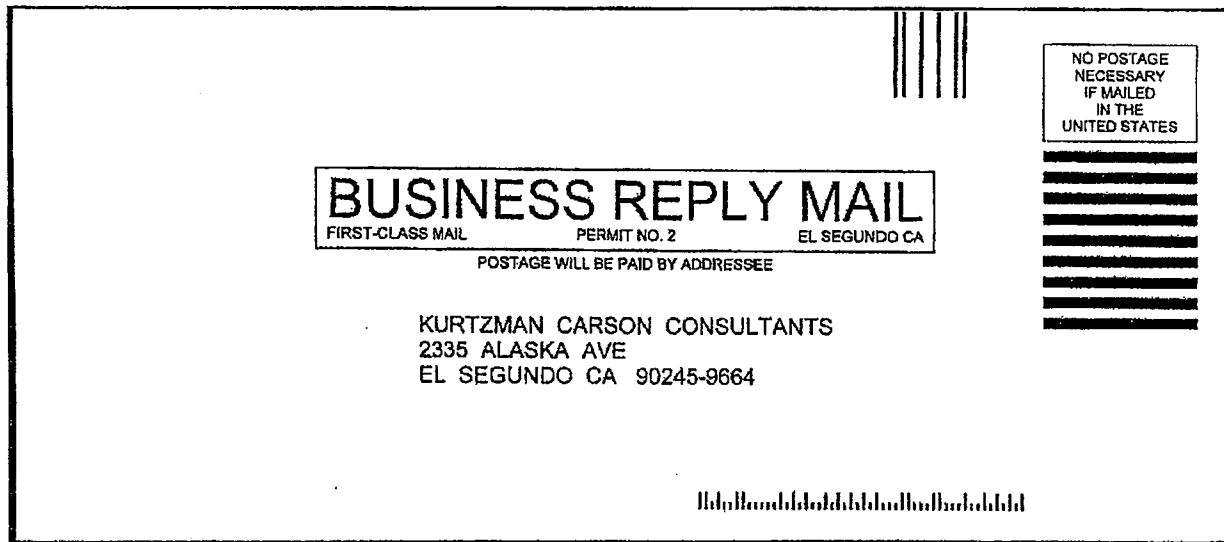 NO POSTAGE
NECESSARY
IF MAILED
IN THE
UNITED STATES
BUSINESS REPLY MAIL
FIRST-CLASS MAIL PERMIT NO. 2 EL SEGUNDO CA
POSTAGE WILL BE PAID BY ADDRESSEE
KURTZMAN CARSON CONSULTANTS
2335 ALASKA AVE
EL SEGUNDO CA 90245-9664